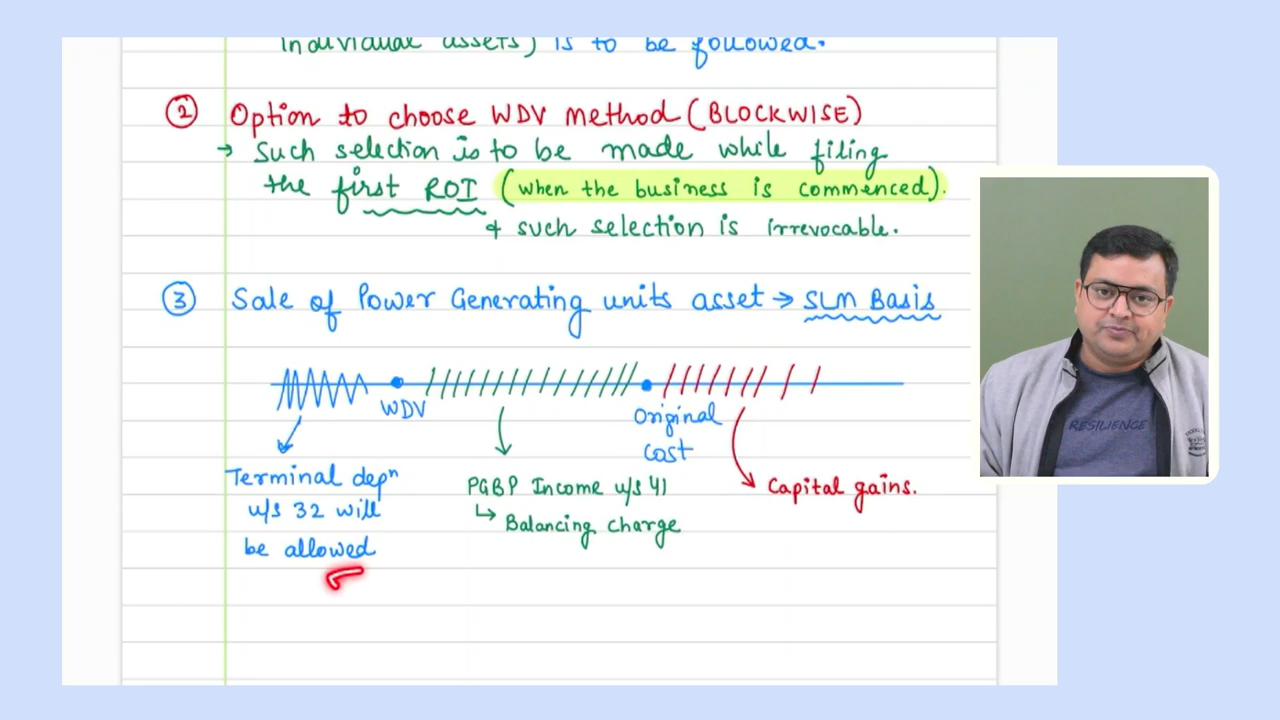 individual assets) is to be followed.
② Option to choose WDV method (BLOCKWISE)
→ Such selection is to be made while filing
the first ROI (when the business is commenced).
& such selection is irrevocable.
③ Sale of Power Generating units asset → SLM Basis
WDV
Original
cost
Terminal depn
u/s 32 will
be allowed
PGBP Income u/s 41
↳ Balancing charge
Capital gains.
RESILIENCE